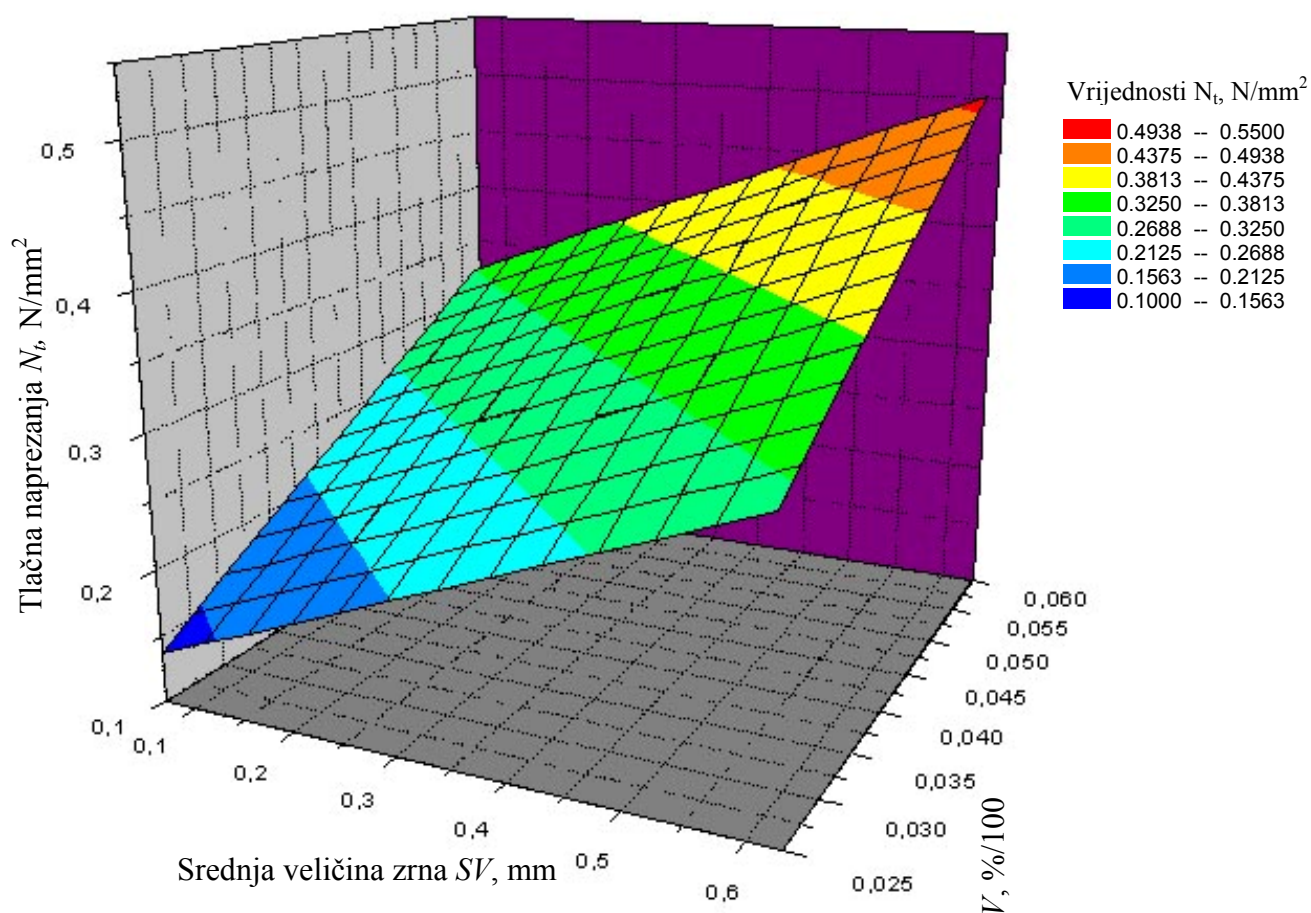 Vrijednosti Nt, N/mm2
0.4938 -- 0.5500
0.4375 -- 0.4938
0.3813 -- 0.4375
0.3250 -- 0.3813
0.2688 -- 0.3250
0.2125 -- 0.2688
0.1563 -- 0.2125
0.1000 -- 0.1563
Tlačna naprezanja Nt, N/mm2
0,5
0,4
0,3
0,2
0,1
0,1
0,2
0,3
0,4
0,5
0,6
Srednja veličina zrna SV, mm
0,060
0,055
0,050
0,045
0,040
0,035
0,030
0,025
V, %/100